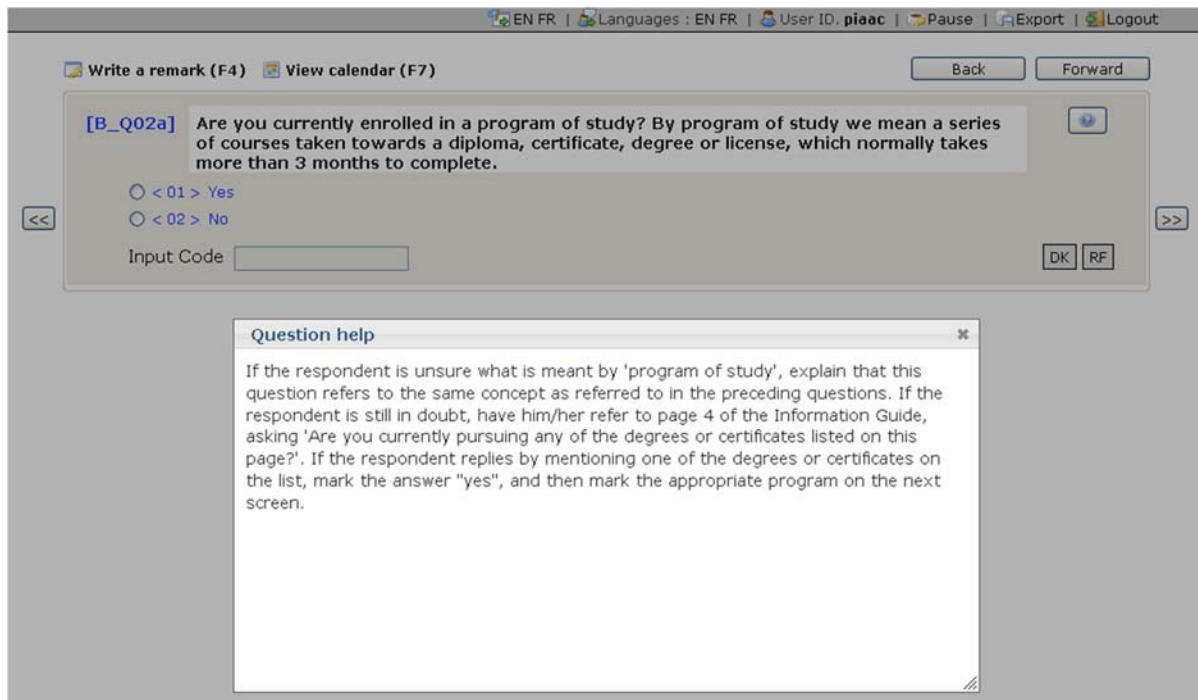 EN FR | Languages : EN FR | User ID. piaac | Pause | Export | Logout
Write a remark (F4) View calendar (F7) Back Forward
[B_Q02a] Are you currently enrolled in a program of study? By program of study we mean a series
of courses taken towards a diploma, certificate, degree or license, which normally takes
more than 3 months to complete.
< 01 > Yes
<< < 02 > No >>
Input Code DK RF
Question help
If the respondent is unsure what is meant by 'program of study', explain that this
question refers to the same concept as referred to in the preceding questions. If the
respondent is still in doubt, have him/her refer to page 4 of the Information Guide,
asking 'Are you currently pursuing any of the degrees or certificates listed on this
page?'. If the respondent replies by mentioning one of the degrees or certificates on
the list, mark the answer "yes", and then mark the appropriate program on the next
screen.